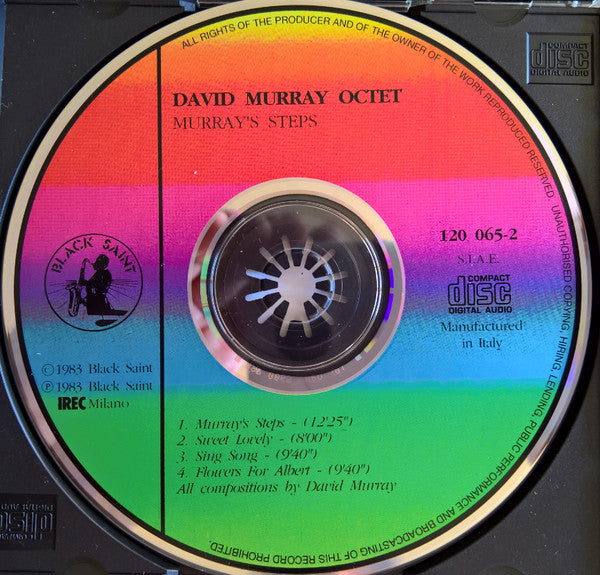 ALL RIGHTS OF THE PRODUCER AND OF THE OWNER OF THE WORK REPRODUCED RESERVED. UNAUTHORISED COPYING, HIRING, LENDING, PUBLIC PERFORMANCE AND BROADCASTING OF THIS RECORD PROHIBITED.
COMPACT
disc
DIGITAL AUDIO
DAVID MURRAY OCTET
MURRAY'S STEPS
BLACK SAINT
120 065-2
S.I.A.E.
COMPACT
disc
DIGITAL AUDIO
Manufactured
in Italy
©1983 Black Saint
℗1983 Black Saint
IREC Milano
1. Murray's Steps - (12'25")
2. Sweet Lovely - (8'00")
3. Sing Song - (9'40")
4. Flowers For Albert - (9'40")
All compositions by David Murray
COMPACT
disc
DIGITAL AUDIO